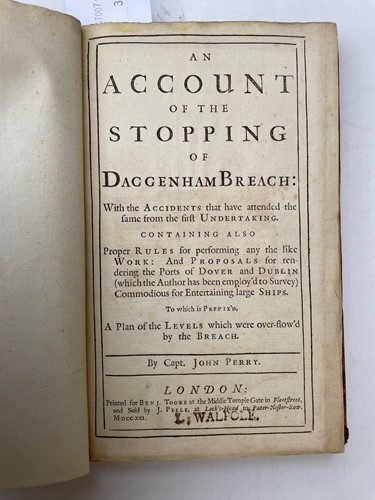 AN
ACCOUNT
OF THE
STOPPING
OF
DAGGENHAM BREACH:
With the ACCIDENTS that have attended the
same from the first UNDERTAKING.
CONTAINING ALSO
Proper RULES for performing any the like
WORK: And PROPOSALS for ren-
dering the Ports of DOVER and DUBLIN
(which the Author has been employ'd to Survey)
Commodious for Entertaining large SHIPS.
To which is PREFIX'D,
A Plan of the LEVELS which were over-flow'd
by the BREACH.
By Capt. JOHN PERRY.
LONDON:
Printed for BENJ. TOOKE at the Middle Temple Gate in Fleetstreet,
and Sold by J. PEELE, at Lock's-Head in Pater-Noster-Row.
MDCCXXI.
L. WALPOLE.